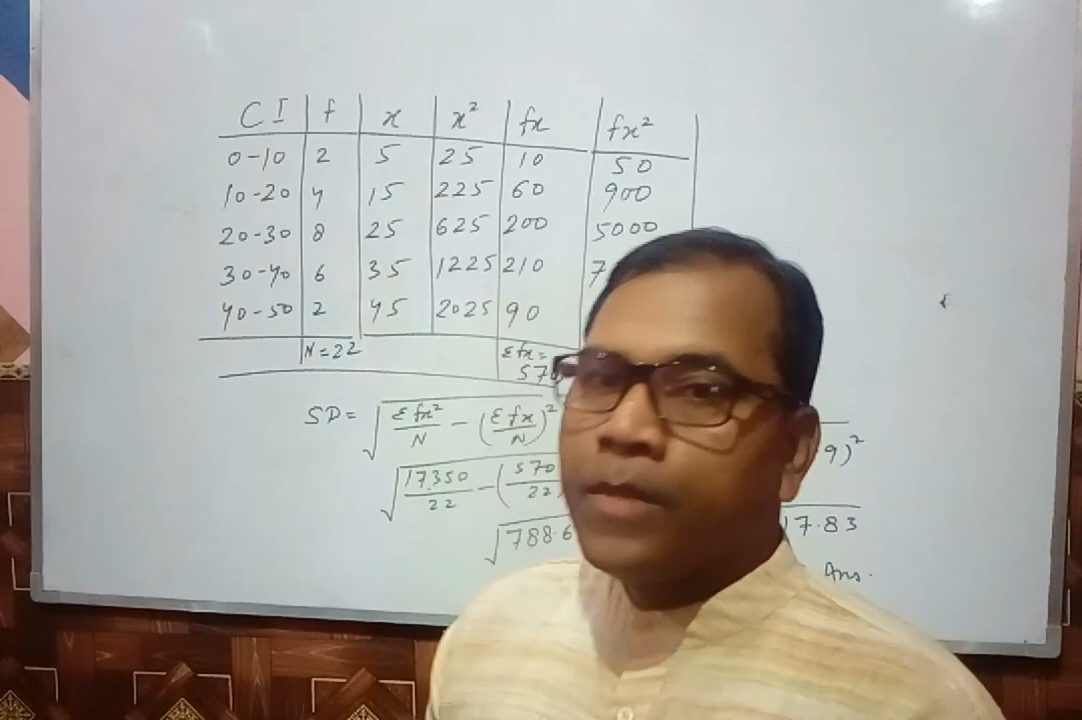 CI f x x² fx fx²
0-10 2 5 25 10 50
10-20 4 15 225 60 900
20-30 8 25 625 200 5000
30-40 6 35 1225 210 7
40-50 2 45 2025 90
N = 22 Σfx =
570
SD = √ Σfx²/N - (Σfx/N)²
√ 17350/22 - (570/22) 9)²
√788.6 17.83
Ans.